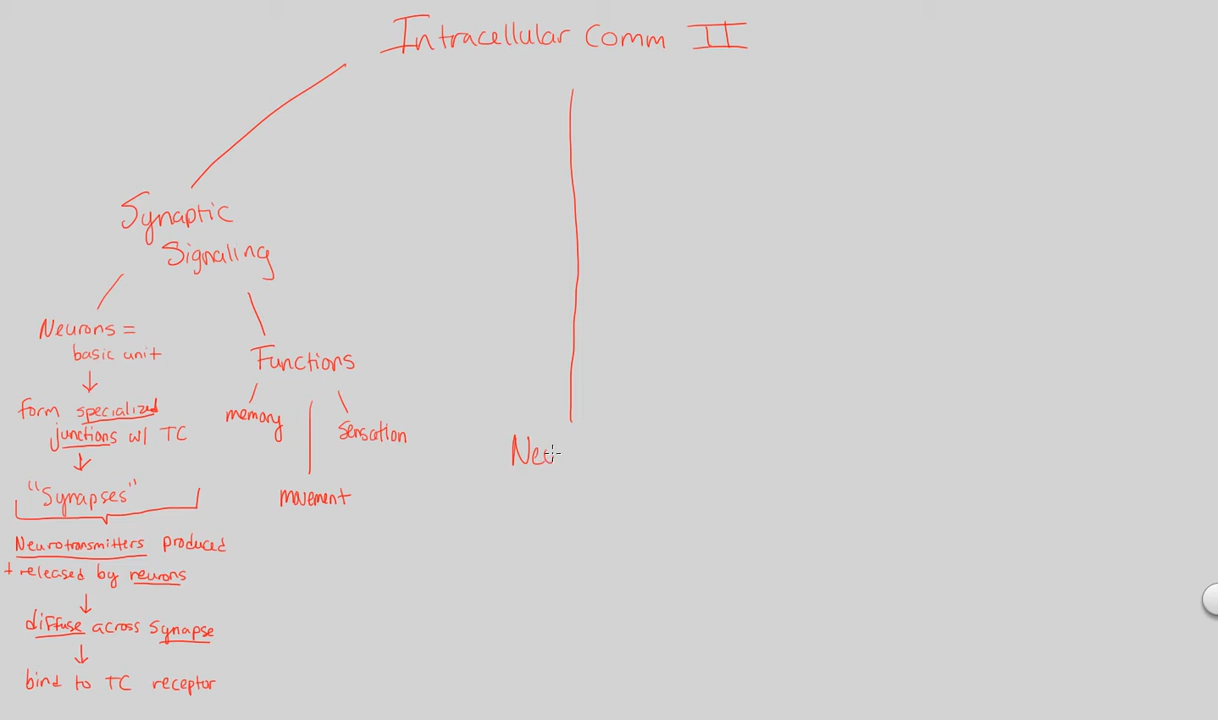 Intracellular Comm II
Synaptic
Signaling
Neurons =
basic unit
form specialized
junctions w/ TC
"Synapses"
Neurotransmitters produced
+ released by neurons
diffuse across synapse
bind to TC receptor
Functions
memory
movement
sensation
Neu